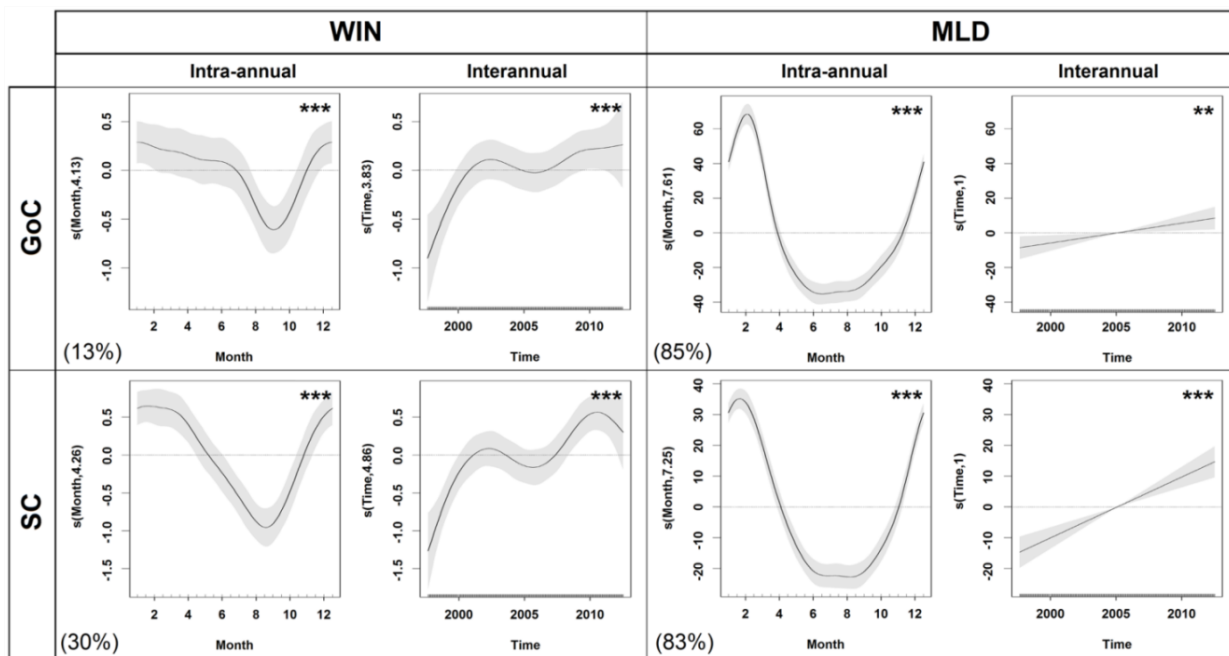 WIN MLD
Intra-annual Interannual Intra-annual Interannual
GoC
***
s(Month,4.13)
0.5
0.0
-0.5
-1.0
2 4 6 8 10 12
Month
(13%)
***
s(Time,3.83)
0.5
0.0
-0.5
-1.0
2000 2005 2010
Time
***
s(Month,7.61)
60
40
20
0
-20
-40
2 4 6 8 10 12
Month
(85%)
**
s(Time,1)
60
40
20
0
-20
-40
2000 2005 2010
Time
SC
***
s(Month,4.26)
0.5
0.0
-0.5
-1.0
-1.5
2 4 6 8 10 12
Month
(30%)
***
s(Time,4.86)
0.5
0.0
-0.5
-1.0
-1.5
2000 2005 2010
Time
***
s(Month,7.25)
40
30
20
10
0
-10
-20
2 4 6 8 10 12
Month
(83%)
***
s(Time,1)
40
30
20
10
0
-10
-20
2000 2005 2010
Time